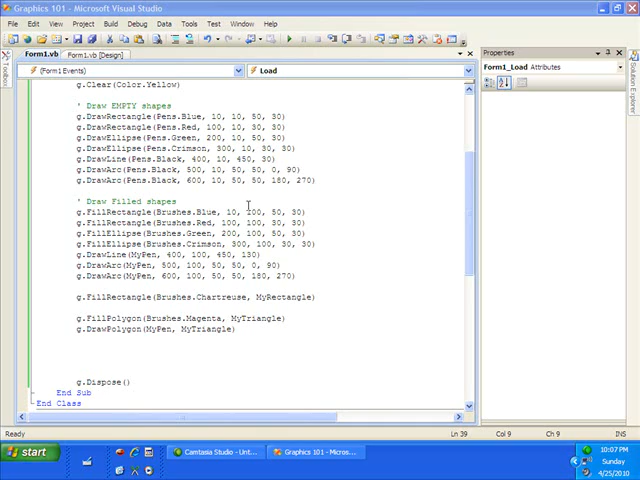 Graphics 101 - Microsoft Visual Studio
File Edit View Project Build Debug Data Tools Test Window Help
Form1.vb Form1.vb [Design]
(Form1 Events) Load
Toolbox
g.Clear(Color.Yellow)
' Draw EMPTY shapes
g.DrawRectangle(Pens.Blue, 10, 10, 50, 30)
g.DrawRectangle(Pens.Red, 100, 10, 30, 30)
g.DrawEllipse(Pens.Green, 200, 10, 50, 30)
g.DrawEllipse(Pens.Crimson, 300, 10, 30, 30)
g.DrawLine(Pens.Black, 400, 10, 450, 30)
g.DrawArc(Pens.Black, 500, 10, 50, 50, 0, 90)
g.DrawArc(Pens.Black, 600, 10, 50, 50, 180, 270)
' Draw Filled shapes
g.FillRectangle(Brushes.Blue, 10, 100, 50, 30)
g.FillRectangle(Brushes.Red, 100, 100, 30, 30)
g.FillEllipse(Brushes.Green, 200, 100, 50, 30)
g.FillEllipse(Brushes.Crimson, 300, 100, 30, 30)
g.DrawLine(MyPen, 400, 100, 450, 130)
g.DrawArc(MyPen, 500, 100, 50, 50, 0, 90)
g.DrawArc(MyPen, 600, 100, 50, 50, 180, 270)
g.FillRectangle(Brushes.Chartreuse, MyRectangle)
g.FillPolygon(Brushes.Magenta, MyTriangle)
g.DrawPolygon(MyPen, MyTriangle)
g.Dispose()
End Sub
End Class
Properties
Form1_Load Attributes
Solution Explorer
Ready Ln 39 Col 9 Ch 9
start
Camtasia Studio - Unt...
Graphics 101 - Micros...
10:07 PM
Sunday
4/25/2010